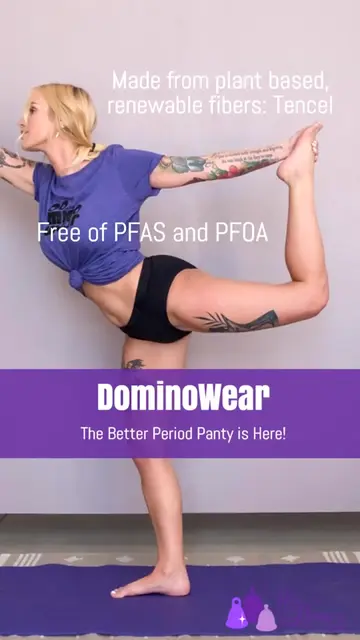 Made from plant based,
renewable fibers: Tencel
Free of PFAS and PFOA
DominoWear
The Better Period Panty is Here!